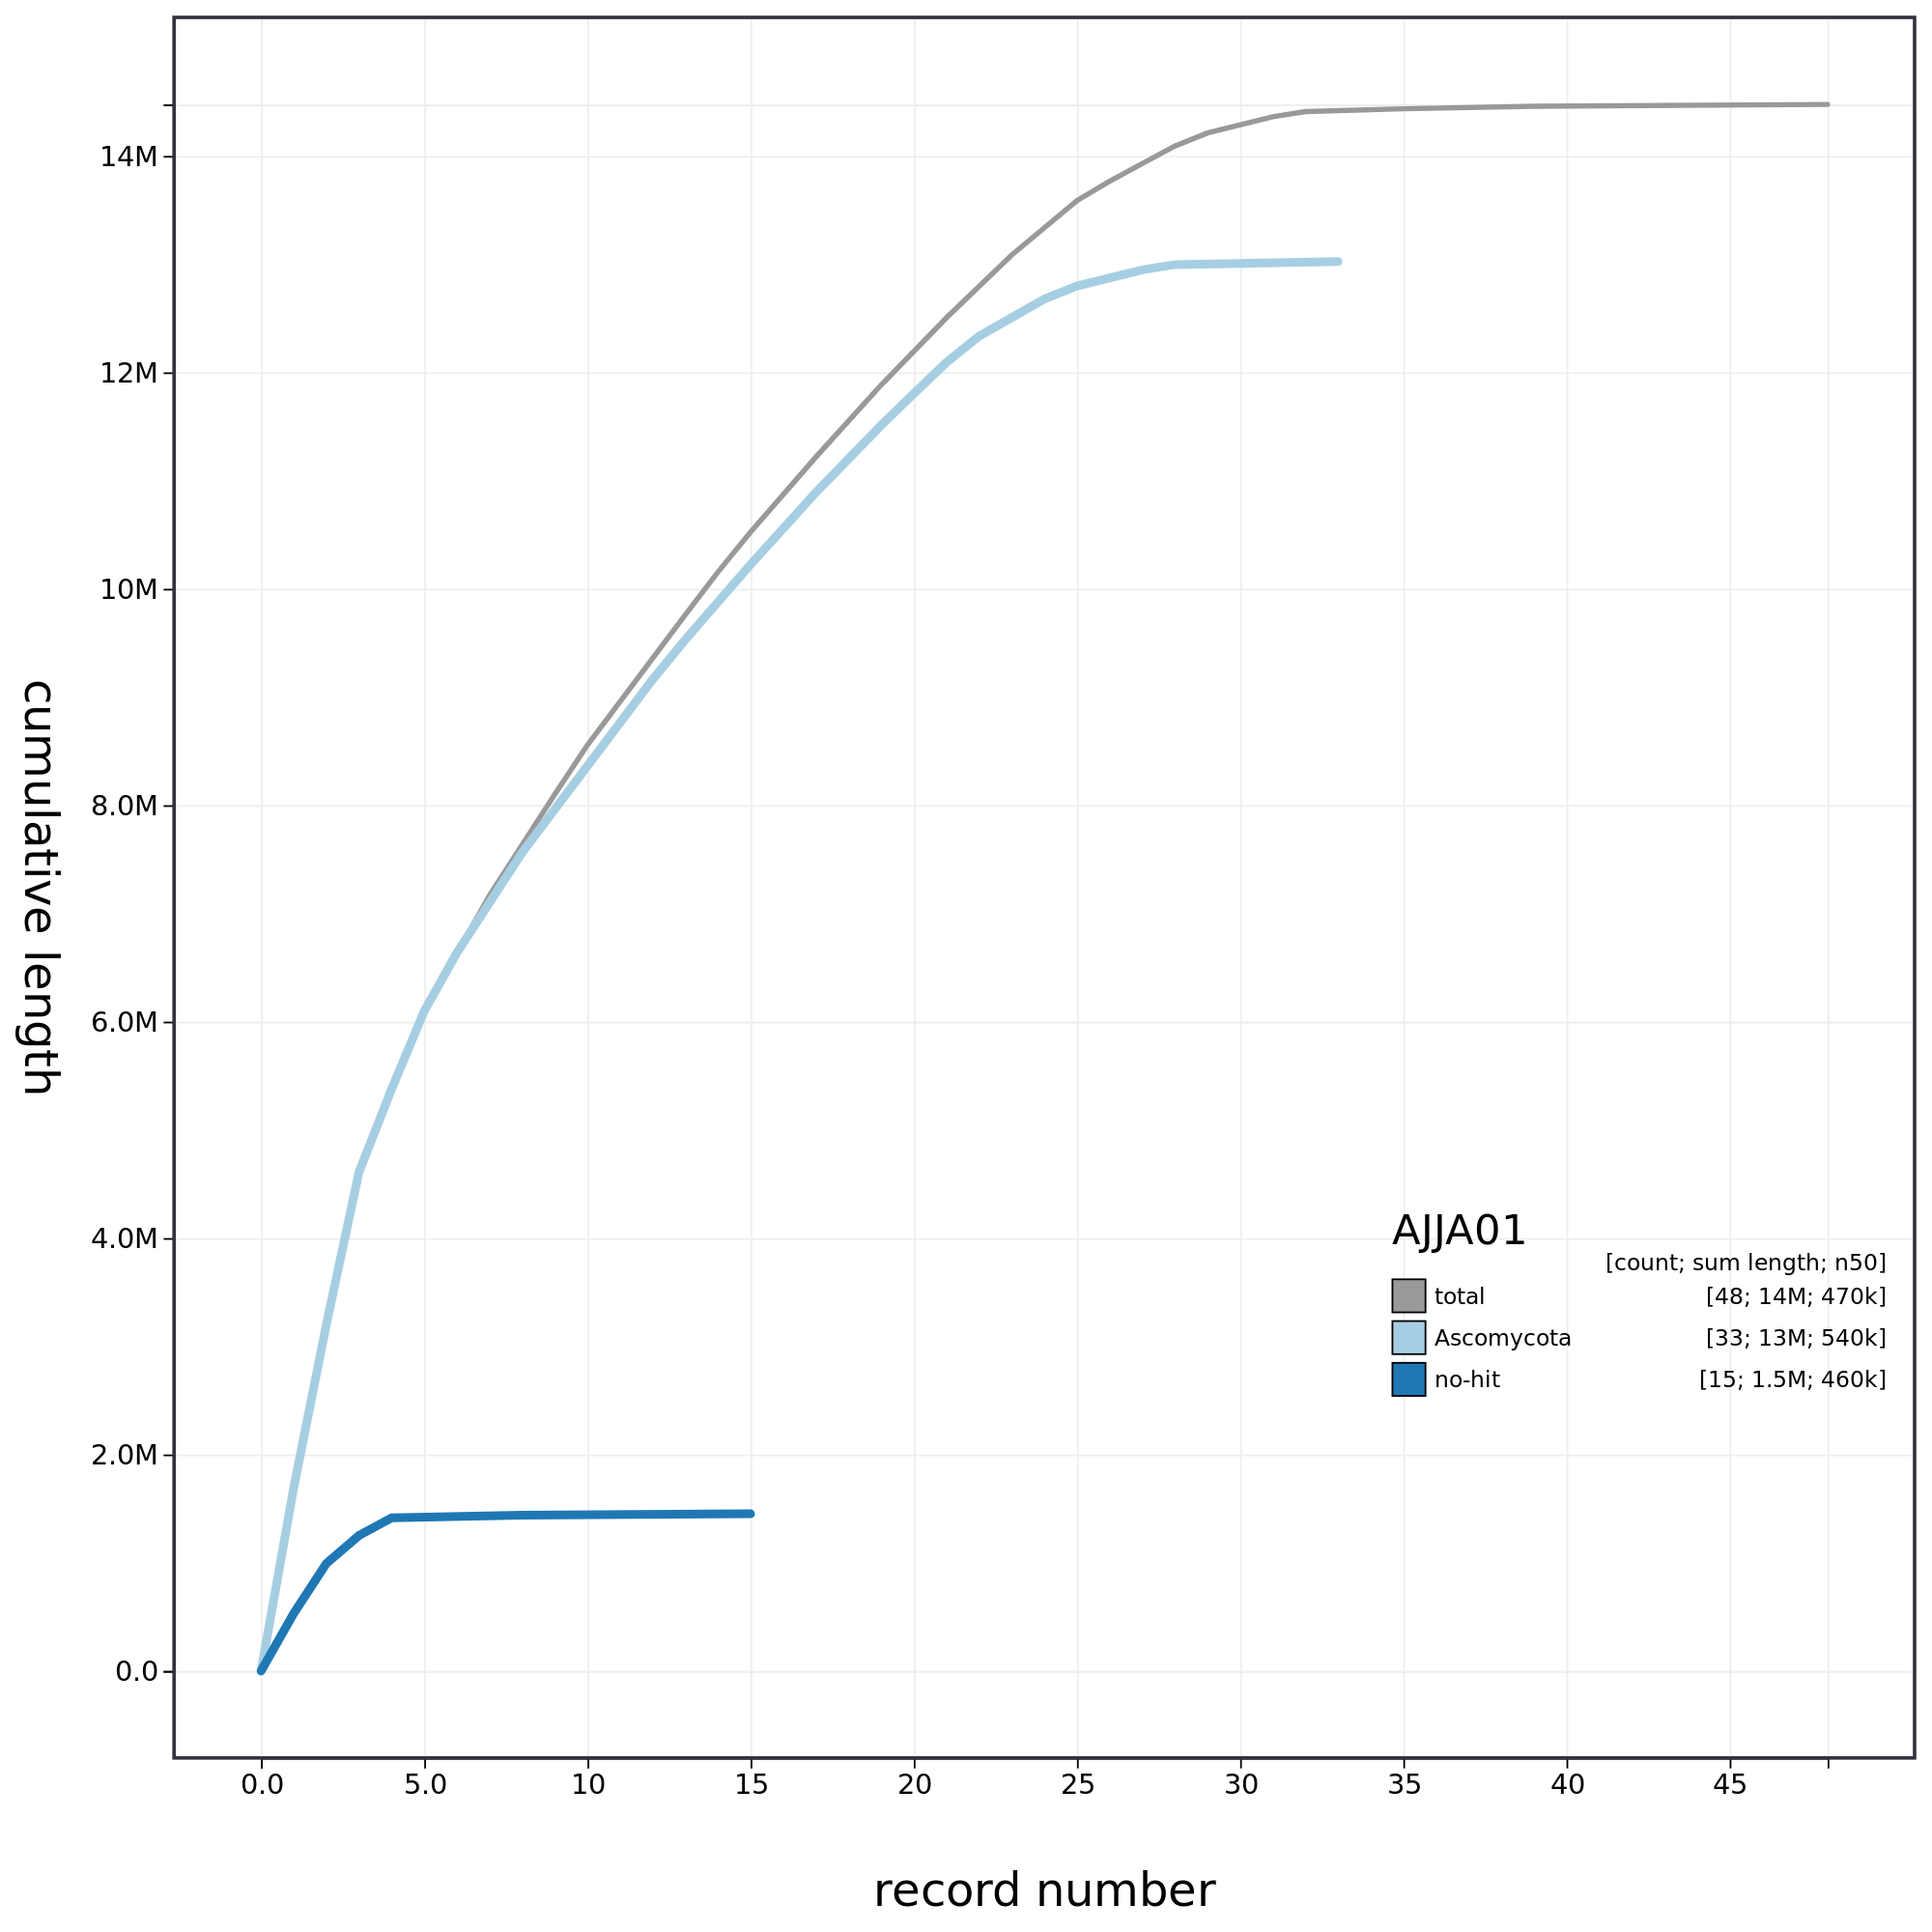 cumulative length
14M
12M
10M
8.0M
6.0M
4.0M
2.0M
0.0
0.0 5.0 10 15 20 25 30 35 40 45
record number
AJJA01
[count; sum length; n50]
total [48; 14M; 470k]
Ascomycota [33; 13M; 540k]
no-hit [15; 1.5M; 460k]